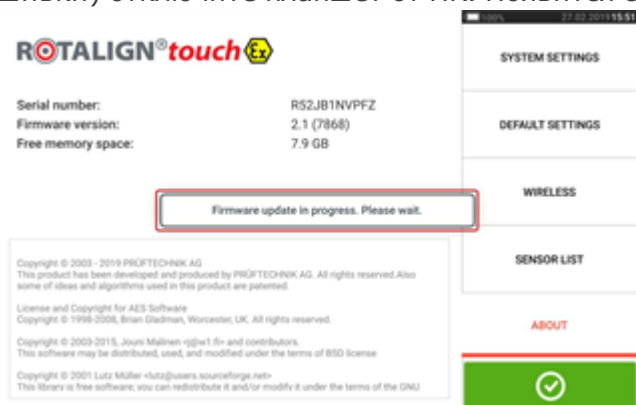 100% 27.02.2019 15:51
ROTALIGN® touch Ex
SYSTEM SETTINGS
Serial number: R52JB1NVPFZ
Firmware version: 2.1 (7868)
DEFAULT SETTINGS
Free memory space: 7.9 GB
WIRELESS
Firmware update in progress. Please wait.
SENSOR LIST
Copyright © 2003 - 2019 PRÜFTECHNIK AG
This product has been developed and produced by PRÜFTECHNIK AG. All rights reserved.Also
some of ideas and algorithms used in this product are patented.
License and Copyright for AES Software
Copyright © 1998-2008, Brian Gladman, Worcester, UK. All rights reserved.
ABOUT
Copyright © 2003-2015, Jouni Malinen <j@w1.fi> and contributors.
This software may be distributed, used, and modified under the terms of BSD license
Copyright © 2001 Lutz Müller <lutz@users.sourceforge.net>
This library is free software; you can redistribute it and/or modify it under the terms of the GNU